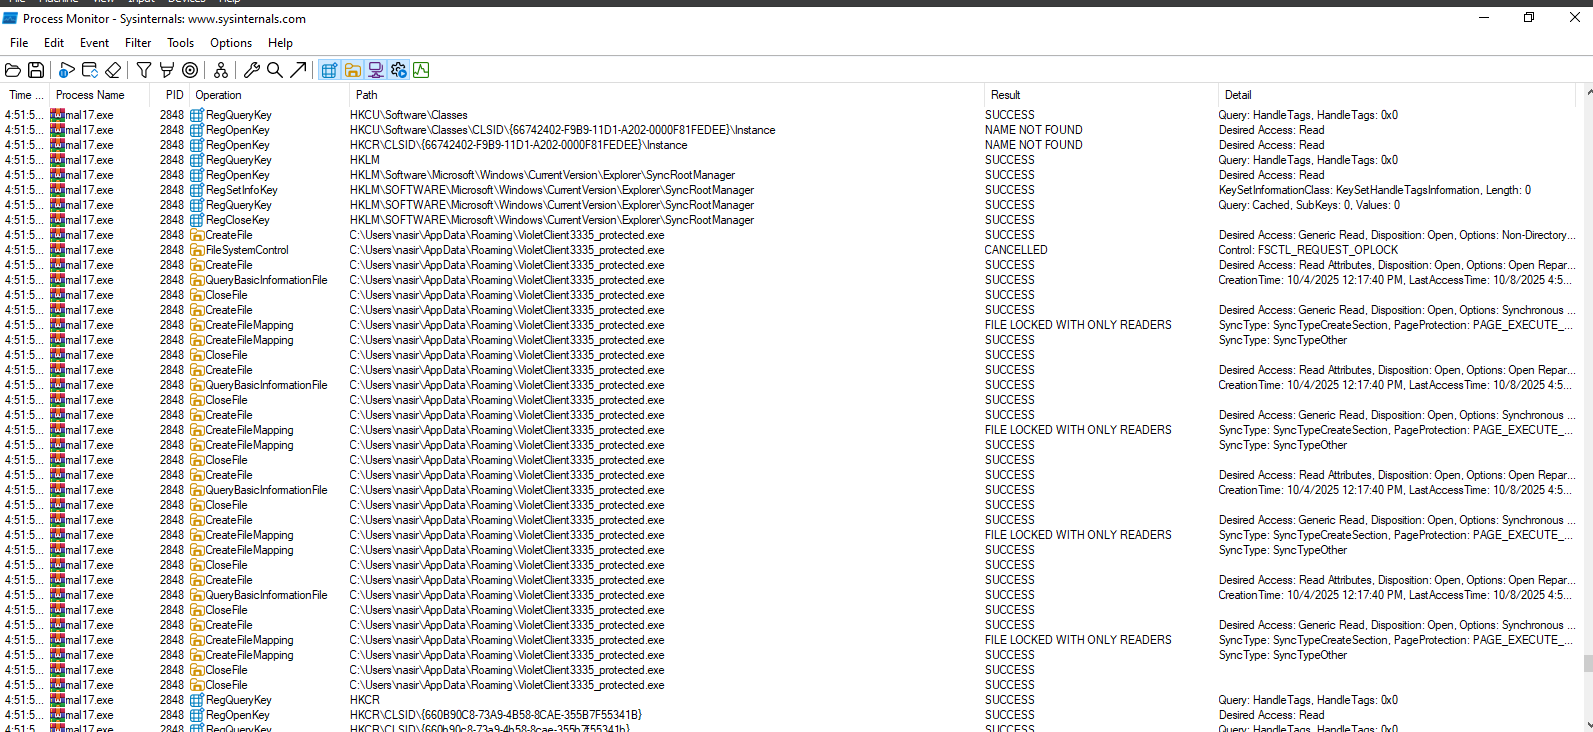 File Machine View Input Devices Help
Process Monitor - Sysinternals: www.sysinternals.com
File Edit Event Filter Tools Options Help
Time ... Process Name PID Operation Path Result Detail
4:51:5... mal17.exe 2848 RegQueryKey HKCU\Software\Classes SUCCESS Query: HandleTags, HandleTags: 0x0
4:51:5... mal17.exe 2848 RegOpenKey HKCU\Software\Classes\CLSID\{66742402-F9B9-11D1-A202-0000F81FEDEE}\Instance NAME NOT FOUND Desired Access: Read
4:51:5... mal17.exe 2848 RegOpenKey HKCR\CLSID\{66742402-F9B9-11D1-A202-0000F81FEDEE}\Instance NAME NOT FOUND Desired Access: Read
4:51:5... mal17.exe 2848 RegQueryKey HKLM SUCCESS Query: HandleTags, HandleTags: 0x0
4:51:5... mal17.exe 2848 RegOpenKey HKLM\Software\Microsoft\Windows\CurrentVersion\Explorer\SyncRootManager SUCCESS Desired Access: Read
4:51:5... mal17.exe 2848 RegSetInfoKey HKLM\SOFTWARE\Microsoft\Windows\CurrentVersion\Explorer\SyncRootManager SUCCESS KeySetInformationClass: KeySetHandleTagsInformation, Length: 0
4:51:5... mal17.exe 2848 RegQueryKey HKLM\SOFTWARE\Microsoft\Windows\CurrentVersion\Explorer\SyncRootManager SUCCESS Query: Cached, SubKeys: 0, Values: 0
4:51:5... mal17.exe 2848 RegCloseKey HKLM\SOFTWARE\Microsoft\Windows\CurrentVersion\Explorer\SyncRootManager SUCCESS
4:51:5... mal17.exe 2848 CreateFile C:\Users\nasir\AppData\Roaming\VioletClient3335_protected.exe SUCCESS Desired Access: Generic Read, Disposition: Open, Options: Non-Directory...
4:51:5... mal17.exe 2848 FileSystemControl C:\Users\nasir\AppData\Roaming\VioletClient3335_protected.exe CANCELLED Control: FSCTL_REQUEST_OPLOCK
4:51:5... mal17.exe 2848 CreateFile C:\Users\nasir\AppData\Roaming\VioletClient3335_protected.exe SUCCESS Desired Access: Read Attributes, Disposition: Open, Options: Open Repar...
4:51:5... mal17.exe 2848 QueryBasicInformationFile C:\Users\nasir\AppData\Roaming\VioletClient3335_protected.exe SUCCESS CreationTime: 10/4/2025 12:17:40 PM, LastAccessTime: 10/8/2025 4:5...
4:51:5... mal17.exe 2848 CloseFile C:\Users\nasir\AppData\Roaming\VioletClient3335_protected.exe SUCCESS
4:51:5... mal17.exe 2848 CreateFile C:\Users\nasir\AppData\Roaming\VioletClient3335_protected.exe SUCCESS Desired Access: Generic Read, Disposition: Open, Options: Synchronous ...
4:51:5... mal17.exe 2848 CreateFileMapping C:\Users\nasir\AppData\Roaming\VioletClient3335_protected.exe FILE LOCKED WITH ONLY READERS SyncType: SyncTypeCreateSection, PageProtection: PAGE_EXECUTE_...
4:51:5... mal17.exe 2848 CreateFileMapping C:\Users\nasir\AppData\Roaming\VioletClient3335_protected.exe SUCCESS SyncType: SyncTypeOther
4:51:5... mal17.exe 2848 CloseFile C:\Users\nasir\AppData\Roaming\VioletClient3335_protected.exe SUCCESS
4:51:5... mal17.exe 2848 CreateFile C:\Users\nasir\AppData\Roaming\VioletClient3335_protected.exe SUCCESS Desired Access: Read Attributes, Disposition: Open, Options: Open Repar...
4:51:5... mal17.exe 2848 QueryBasicInformationFile C:\Users\nasir\AppData\Roaming\VioletClient3335_protected.exe SUCCESS CreationTime: 10/4/2025 12:17:40 PM, LastAccessTime: 10/8/2025 4:5...
4:51:5... mal17.exe 2848 CloseFile C:\Users\nasir\AppData\Roaming\VioletClient3335_protected.exe SUCCESS
4:51:5... mal17.exe 2848 CreateFile C:\Users\nasir\AppData\Roaming\VioletClient3335_protected.exe SUCCESS Desired Access: Generic Read, Disposition: Open, Options: Synchronous ...
4:51:5... mal17.exe 2848 CreateFileMapping C:\Users\nasir\AppData\Roaming\VioletClient3335_protected.exe FILE LOCKED WITH ONLY READERS SyncType: SyncTypeCreateSection, PageProtection: PAGE_EXECUTE_...
4:51:5... mal17.exe 2848 CreateFileMapping C:\Users\nasir\AppData\Roaming\VioletClient3335_protected.exe SUCCESS SyncType: SyncTypeOther
4:51:5... mal17.exe 2848 CloseFile C:\Users\nasir\AppData\Roaming\VioletClient3335_protected.exe SUCCESS
4:51:5... mal17.exe 2848 CreateFile C:\Users\nasir\AppData\Roaming\VioletClient3335_protected.exe SUCCESS Desired Access: Read Attributes, Disposition: Open, Options: Open Repar...
4:51:5... mal17.exe 2848 QueryBasicInformationFile C:\Users\nasir\AppData\Roaming\VioletClient3335_protected.exe SUCCESS CreationTime: 10/4/2025 12:17:40 PM, LastAccessTime: 10/8/2025 4:5...
4:51:5... mal17.exe 2848 CloseFile C:\Users\nasir\AppData\Roaming\VioletClient3335_protected.exe SUCCESS
4:51:5... mal17.exe 2848 CreateFile C:\Users\nasir\AppData\Roaming\VioletClient3335_protected.exe SUCCESS Desired Access: Generic Read, Disposition: Open, Options: Synchronous ...
4:51:5... mal17.exe 2848 CreateFileMapping C:\Users\nasir\AppData\Roaming\VioletClient3335_protected.exe FILE LOCKED WITH ONLY READERS SyncType: SyncTypeCreateSection, PageProtection: PAGE_EXECUTE_...
4:51:5... mal17.exe 2848 CreateFileMapping C:\Users\nasir\AppData\Roaming\VioletClient3335_protected.exe SUCCESS SyncType: SyncTypeOther
4:51:5... mal17.exe 2848 CloseFile C:\Users\nasir\AppData\Roaming\VioletClient3335_protected.exe SUCCESS
4:51:5... mal17.exe 2848 CreateFile C:\Users\nasir\AppData\Roaming\VioletClient3335_protected.exe SUCCESS Desired Access: Read Attributes, Disposition: Open, Options: Open Repar...
4:51:5... mal17.exe 2848 QueryBasicInformationFile C:\Users\nasir\AppData\Roaming\VioletClient3335_protected.exe SUCCESS CreationTime: 10/4/2025 12:17:40 PM, LastAccessTime: 10/8/2025 4:5...
4:51:5... mal17.exe 2848 CloseFile C:\Users\nasir\AppData\Roaming\VioletClient3335_protected.exe SUCCESS
4:51:5... mal17.exe 2848 CreateFile C:\Users\nasir\AppData\Roaming\VioletClient3335_protected.exe SUCCESS Desired Access: Generic Read, Disposition: Open, Options: Synchronous ...
4:51:5... mal17.exe 2848 CreateFileMapping C:\Users\nasir\AppData\Roaming\VioletClient3335_protected.exe FILE LOCKED WITH ONLY READERS SyncType: SyncTypeCreateSection, PageProtection: PAGE_EXECUTE_...
4:51:5... mal17.exe 2848 CreateFileMapping C:\Users\nasir\AppData\Roaming\VioletClient3335_protected.exe SUCCESS SyncType: SyncTypeOther
4:51:5... mal17.exe 2848 CloseFile C:\Users\nasir\AppData\Roaming\VioletClient3335_protected.exe SUCCESS
4:51:5... mal17.exe 2848 CloseFile C:\Users\nasir\AppData\Roaming\VioletClient3335_protected.exe SUCCESS
4:51:5... mal17.exe 2848 RegQueryKey HKCR SUCCESS Query: HandleTags, HandleTags: 0x0
4:51:5... mal17.exe 2848 RegOpenKey HKCR\CLSID\{660B90C8-73A9-4B58-8CAE-355B7F55341B} SUCCESS Desired Access: Read
4:51:5... mal17.exe 2848 RegQueryKey HKCR\CLSID\{660b90c8-73a9-4b58-8cae-355b7f55341b} SUCCESS Query: HandleTags, HandleTags: 0x0